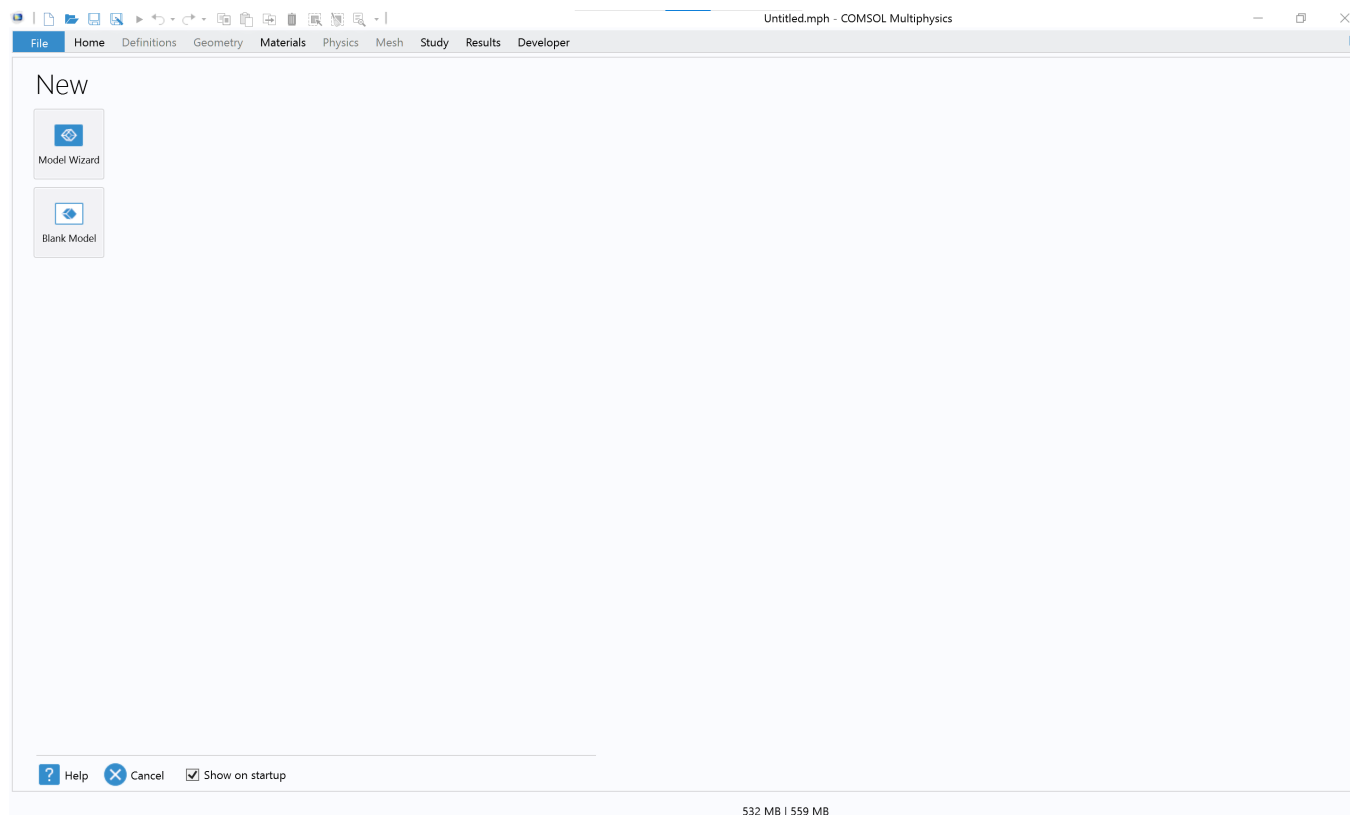 Untitled.mph - COMSOL Multiphysics
File Home Definitions Geometry Materials Physics Mesh Study Results Developer
New
Model Wizard
Blank Model
? Help Cancel Show on startup
532 MB | 559 MB